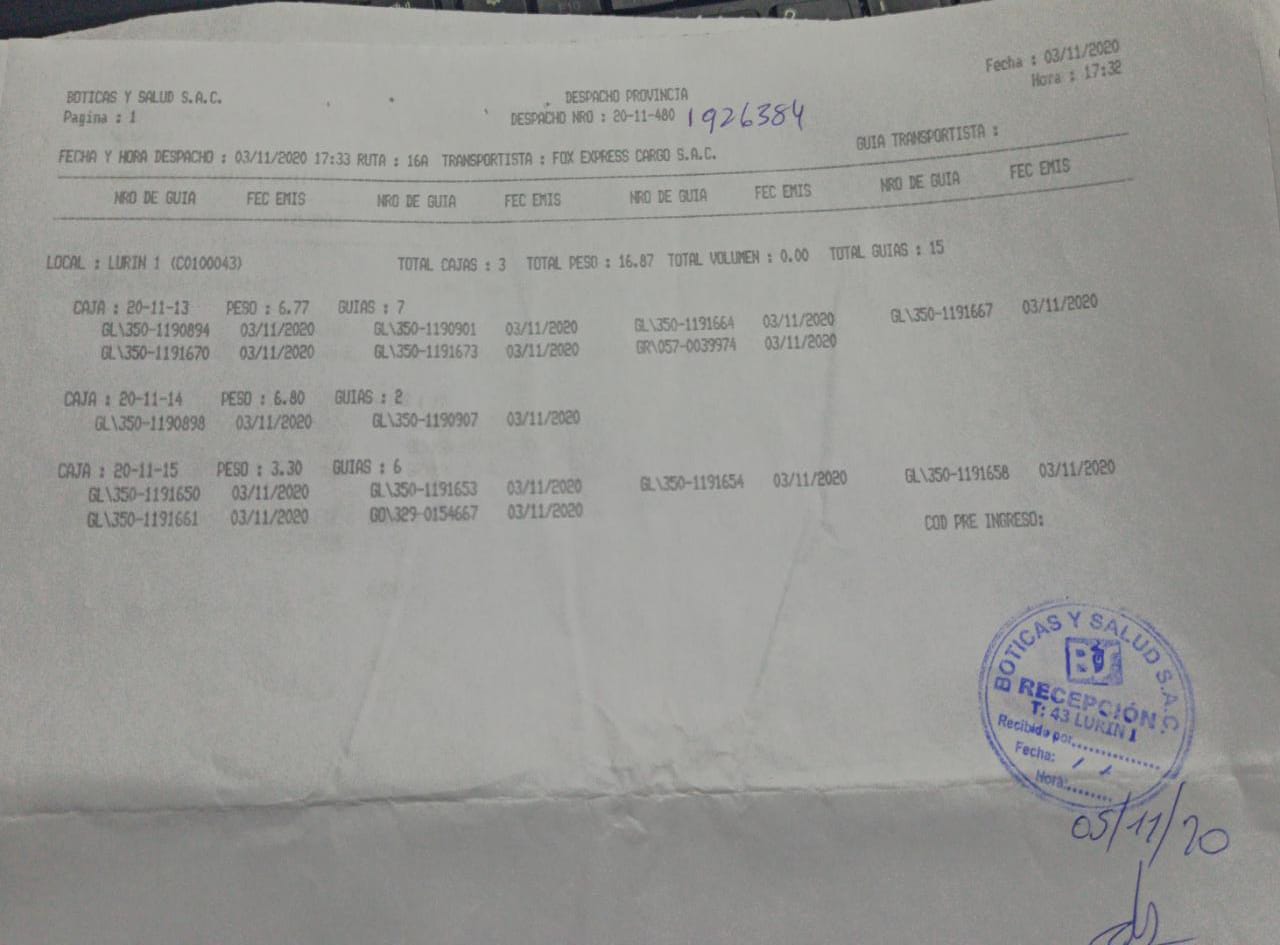 Fecha : 03/11/2020
Hora : 17:32
BOTICAS Y SALUD S.A.C. DESPACHO PROVINCIA
Pagina : 1 DESPACHO NRO : 20-11-480 1926384
GUIA TRANSPORTISTA :
FECHA Y HORA DESPACHO : 03/11/2020 17:33 RUTA : 16A TRANSPORTISTA : FOX EXPRESS CARGO S.A.C.
NRO DE GUIA FEC EMIS NRO DE GUIA FEC EMIS NRO DE GUIA FEC EMIS NRO DE GUIA FEC EMIS
LOCAL : LURIN 1 (C0100043) TOTAL CAJAS : 3 TOTAL PESO : 16.87 TOTAL VOLUMEN : 0.00 TOTAL GUIAS : 15
CAJA : 20-11-13 PESO : 6.77 GUIAS : 7
GL\350-1190894 03/11/2020 GL\350-1190901 03/11/2020 GL\350-1191664 03/11/2020 GL\350-1191667 03/11/2020
GL\350-1191670 03/11/2020 GL\350-1191673 03/11/2020 GR\057-0039974 03/11/2020
CAJA : 20-11-14 PESO : 6.80 GUIAS : 2
GL\350-1190898 03/11/2020 GL\350-1190907 03/11/2020
CAJA : 20-11-15 PESO : 3.30 GUIAS : 6
GL\350-1191650 03/11/2020 GL\350-1191653 03/11/2020 GL\350-1191654 03/11/2020 GL\350-1191658 03/11/2020
GL\350-1191661 03/11/2020 GO\329-0154667 03/11/2020
COD PRE INGRESO:
BOTICAS Y SALUD S.A.C.
RECEPCIÓN
T: 43 LURIN 1
Recibido por
Fecha: / /
Hora:
05/11/20